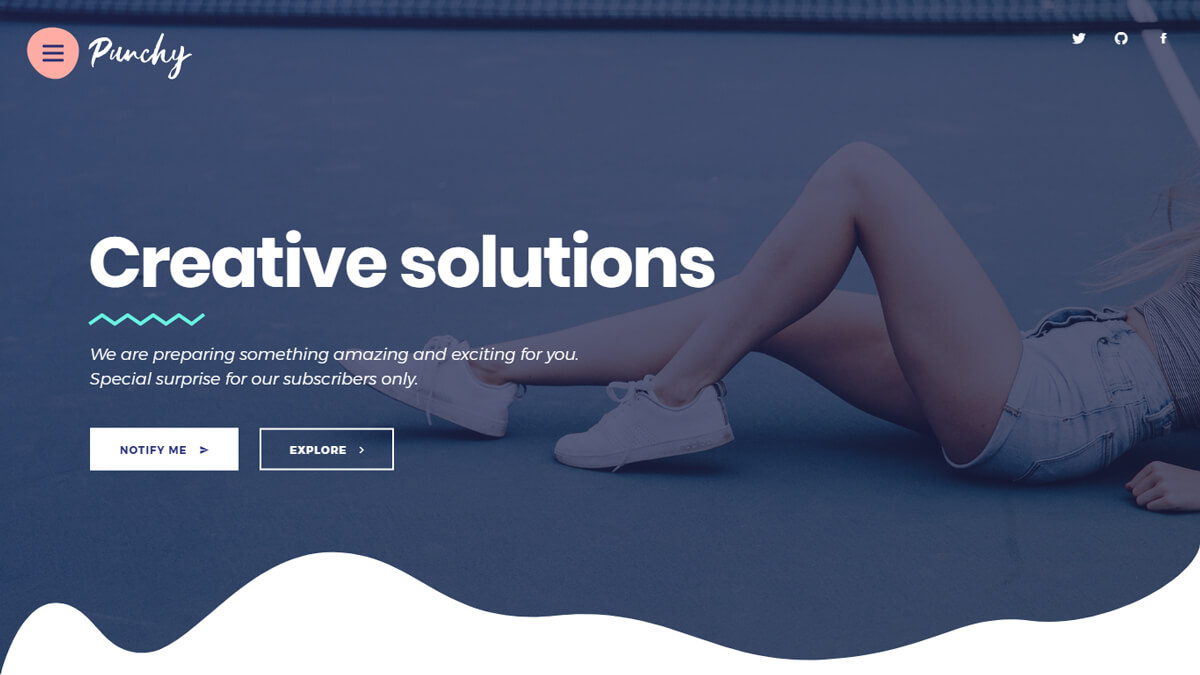 Punchy
Creative solutions
We are preparing something amazing and exciting for you.
Special surprise for our subscribers only.
NOTIFY ME
EXPLORE